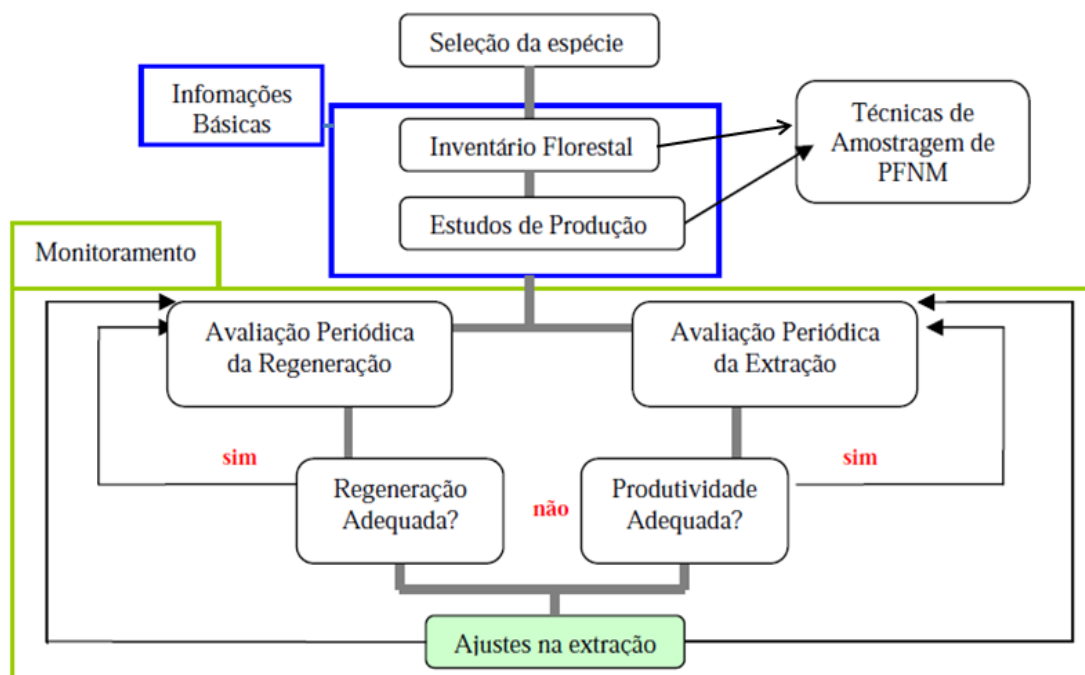 Seleção da espécie
Infomações
Básicas
Inventário Florestal
Estudos de Produção
Técnicas de
Amostragem de
PFNM
Monitoramento
Avaliação Periódica
da Regeneração
Avaliação Periódica
da Extração
sim
sim
Regeneração
Adequada?
não
Produtividade
Adequada?
Ajustes na extração